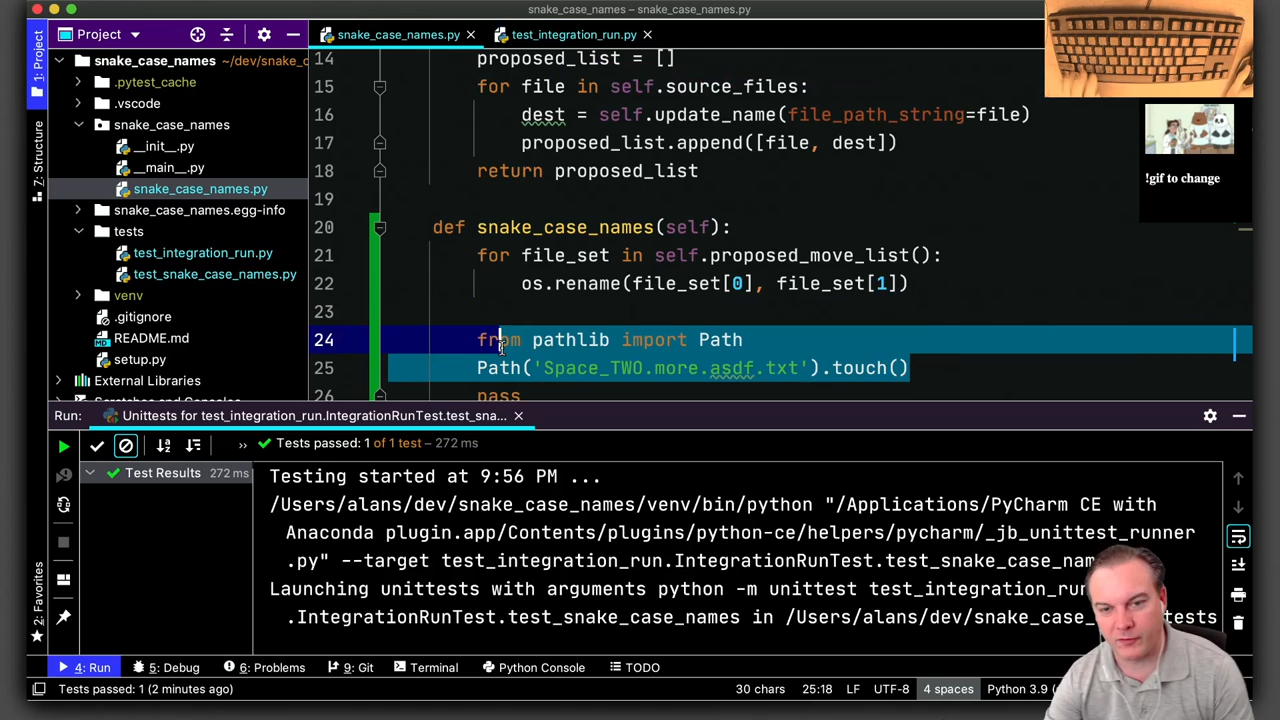 snake_case_names – snake_case_names.py
Project
snake_case_names.py
test_integration_run.py
1: Project
7: Structure
2: Favorites
snake_case_names ~/dev/snake_c
.pytest_cache
.vscode
snake_case_names
__init__.py
__main__.py
snake_case_names.py
snake_case_names.egg-info
tests
test_integration_run.py
test_snake_case_names.py
venv
.gitignore
README.md
setup.py
External Libraries
14 proposed_list = []
15 for file in self.source_files:
16 dest = self.update_name(file_path_string=file)
17 proposed_list.append([file, dest])
18 return proposed_list
19
20 def snake_case_names(self):
21 for file_set in self.proposed_move_list():
22 os.rename(file_set[0], file_set[1])
23
24 from pathlib import Path
25 Path('Space_TWO.more.asdf.txt').touch()
26 pass
!gif to change
Run: Unittests for test_integration_run.IntegrationRunTest.test_sna...
Tests passed: 1 of 1 test – 272 ms
Test Results 272 ms
Testing started at 9:56 PM ...
/Users/alans/dev/snake_case_names/venv/bin/python "/Applications/PyCharm CE with
Anaconda plugin.app/Contents/plugins/python-ce/helpers/pycharm/_jb_unittest_runner
.py" --target test_integration_run.IntegrationRunTest.test_snake_case_nam
Launching unittests with arguments python -m unittest test_integration_run
.IntegrationRunTest.test_snake_case_names in /Users/alans/dev/snake_case_names/tests
4: Run
5: Debug
6: Problems
9: Git
Terminal
Python Console
TODO
Tests passed: 1 (2 minutes ago)
30 chars
25:18
LF
UTF-8
4 spaces
Python 3.9